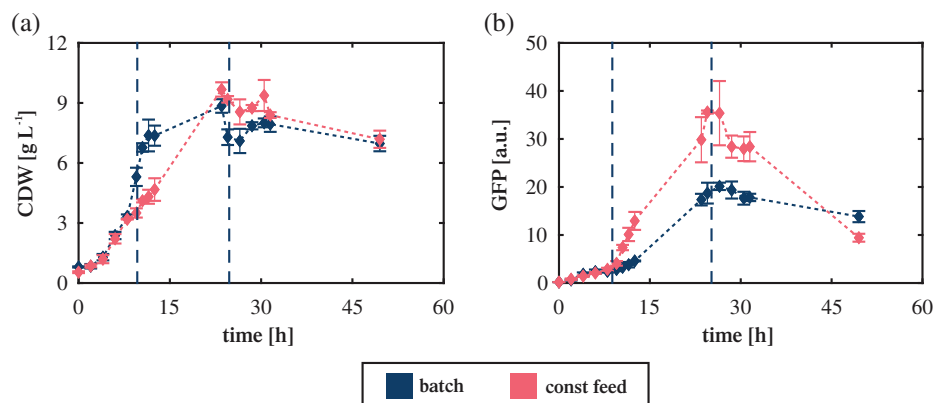 (a)
12
9
6
3
0
CDW [g L⁻¹]
0 15 30 45 60
time [h]
(b)
50
40
30
20
10
0
GFP [a.u.]
0 15 30 45 60
time [h]
batch const feed